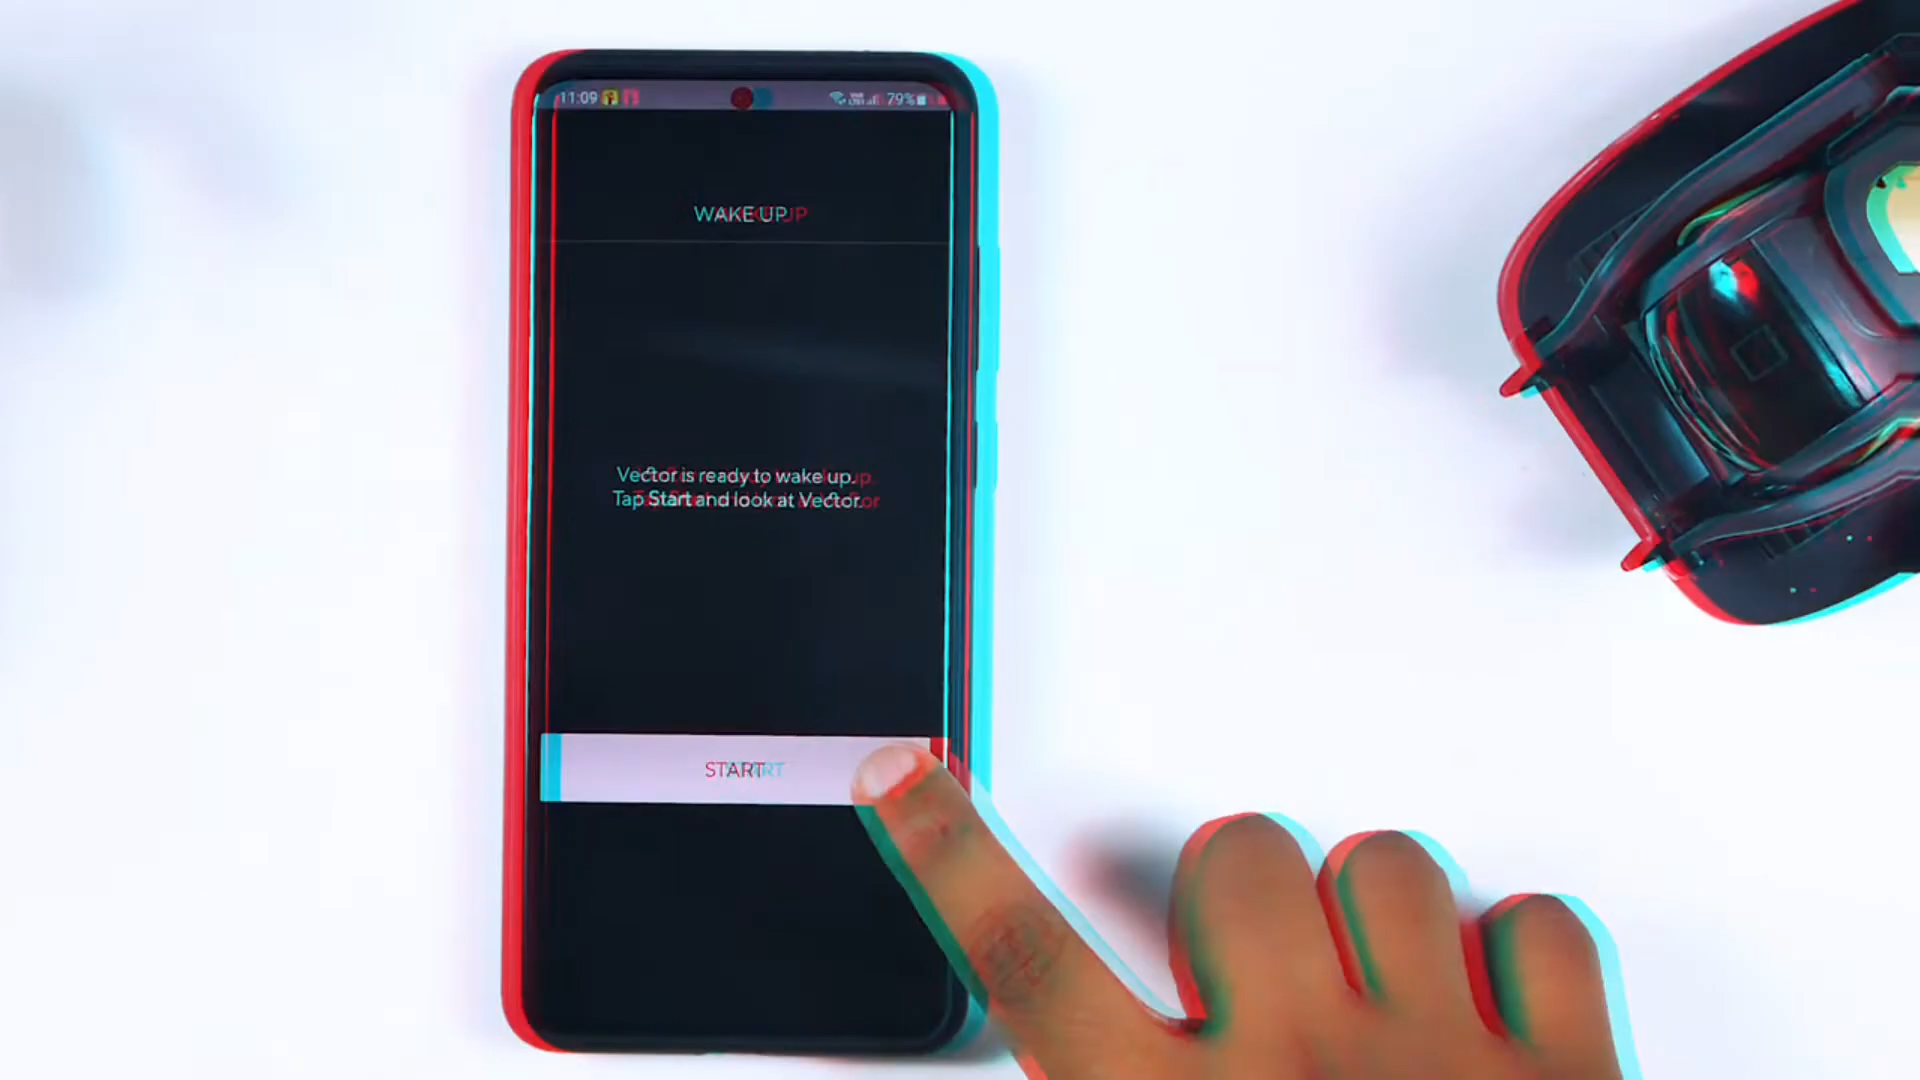 11:09 79%
WAKE UP
Vector is ready to wake up.
Tap Start and look at Vector.
START